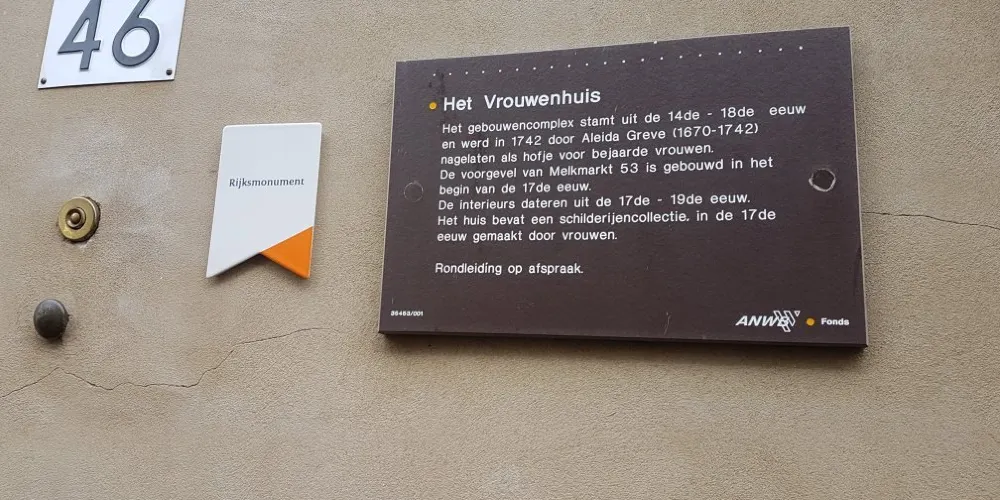 46
Rijksmonument
Het Vrouwenhuis
Het gebouwencomplex stamt uit de 14de - 18de eeuw
en werd in 1742 door Aleida Greve (1670-1742)
nagelaten als hofje voor bejaarde vrouwen.
De voorgevel van Melkmarkt 53 is gebouwd in het
begin van de 17de eeuw.
De interieurs dateren uit de 17de - 19de eeuw.
Het huis bevat een schilderijencollectie, in de 17de
eeuw gemaakt door vrouwen.
Rondleiding op afspraak.
36463/001
ANWB Fonds